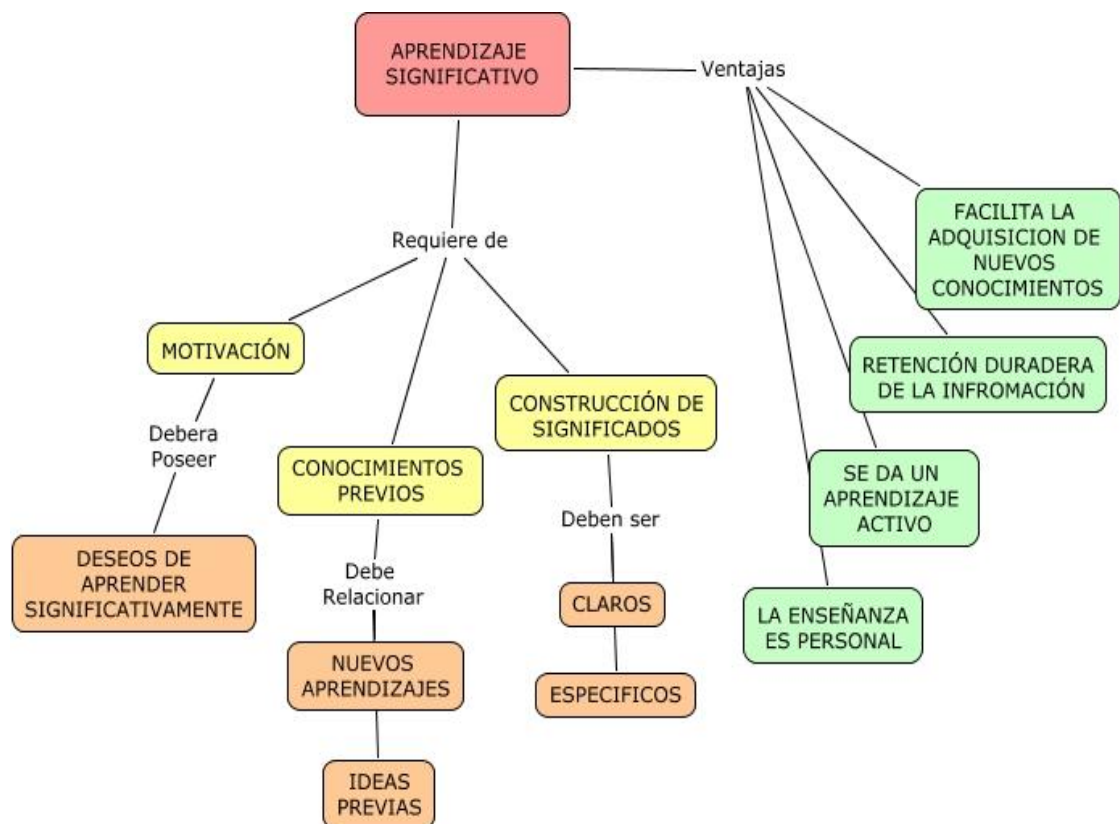 APRENDIZAJE
SIGNIFICATIVO
Ventajas
Requiere de
FACILITA LA
ADQUISICION DE
NUEVOS
CONOCIMIENTOS
MOTIVACIÓN
RETENCIÓN DURADERA
DE LA INFROMACIÓN
CONSTRUCCIÓN DE
SIGNIFICADOS
Debera
Poseer
CONOCIMIENTOS
PREVIOS
SE DA UN
APRENDIZAJE
ACTIVO
Deben ser
DESEOS DE
APRENDER
SIGNIFICATIVAMENTE
Debe
Relacionar
CLAROS
LA ENSEÑANZA
ES PERSONAL
NUEVOS
APRENDIZAJES
ESPECIFICOS
IDEAS
PREVIAS